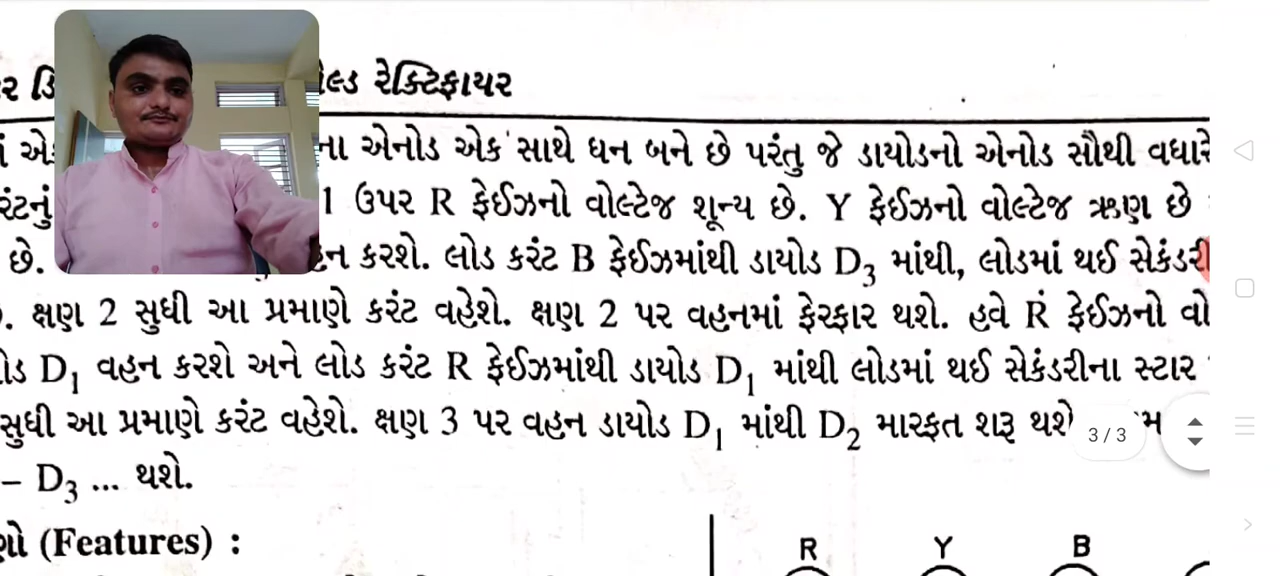 ર ડિ ેલ્ડ રેક્ટિફાયર
ના એનોડ એક સાથે ધન બને છે પરંતુ જે ડાયોડનો એનોડ સૌથી વધારે
રંટનું 1 ઉપર R ફેઈઝનો વોલ્ટેજ શૂન્ય છે. Y ફેઈઝનો વોલ્ટેજ ઋણ છે
છે. હન કરશે. લોડ કરંટ B ફેઈઝમાંથી ડાયોડ D₃ માંથી, લોડમાં થઈ સેકંડરી
. ક્ષણ 2 સુધી આ પ્રમાણે કરંટ વહેશે. ક્ષણ 2 પર વહનમાં ફેરફાર થશે. હવે R ફેઈઝનો વો
ોડ D₁ વહન કરશે અને લોડ કરંટ R ફેઈઝમાંથી ડાયોડ D₁ માંથી લોડમાં થઈ સેકંડરીના સ્ટાર
સુધી આ પ્રમાણે કરંટ વહેશે. ક્ષણ 3 પર વહન ડાયોડ D₁ માંથી D₂ મારફત શરૂ થશે મ
– D₃ ... થશે.
ણો (Features) :
R Y B
3/3